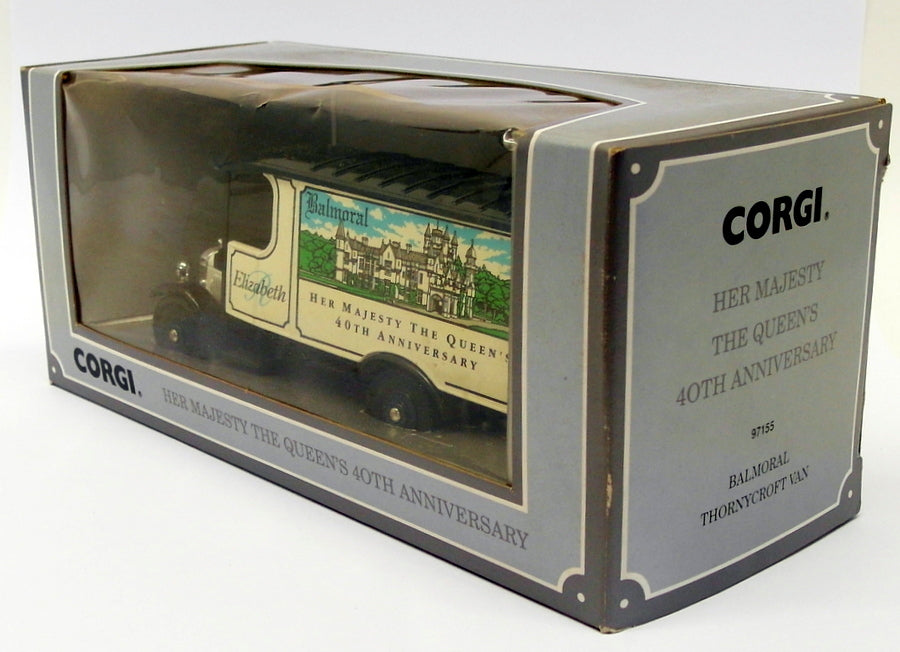 Balmoral
Elizabeth
R
HER MAJESTY THE QUEEN'S
40TH ANNIVERSARY
CORGI.
HER MAJESTY THE QUEEN'S 40TH ANNIVERSARY
CORGI.
HER MAJESTY
THE QUEEN'S
40TH ANNIVERSARY
97155
BALMORAL
THORNYCROFT VAN